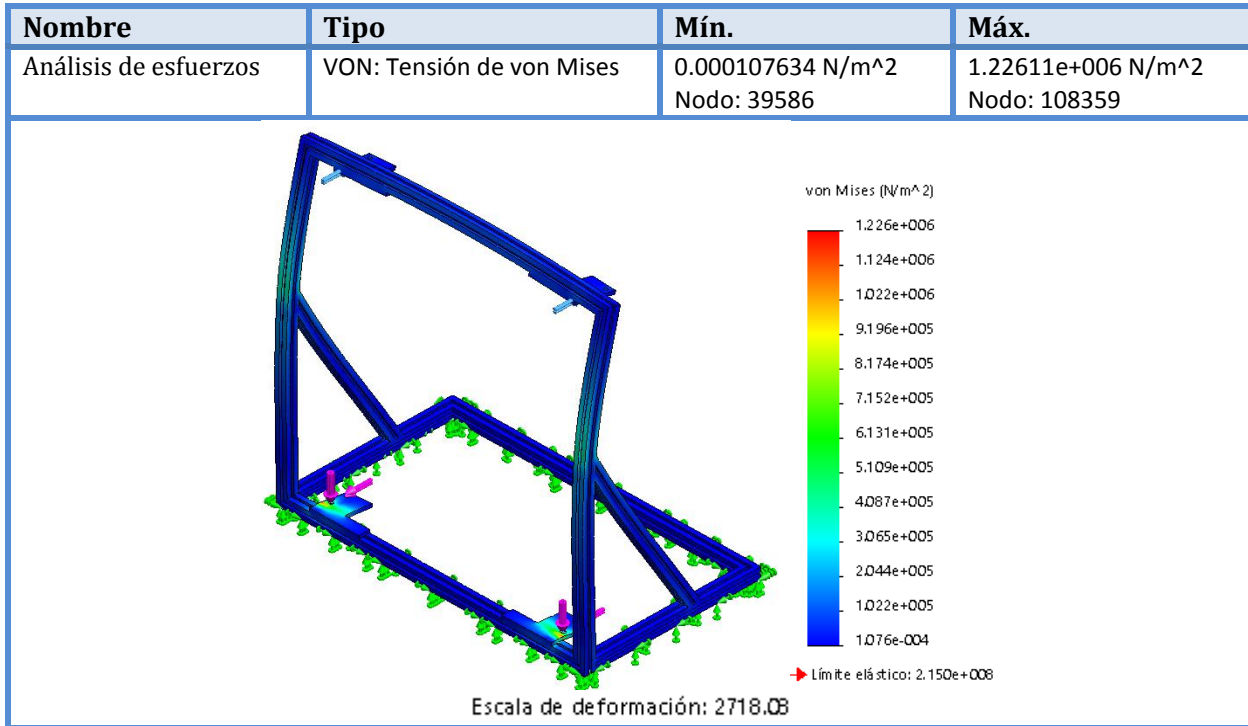 Nombre Tipo Mín. Máx.
Análisis de esfuerzos VON: Tensión de von Mises 0.000107634 N/m^2 1.22611e+006 N/m^2
Nodo: 39586 Nodo: 108359
von Mises (N/m^2)
1.226e+006
1.124e+006
1.022e+006
9.196e+005
8.174e+005
7.152e+005
6.131e+005
5.109e+005
4.087e+005
3.065e+005
2.044e+005
1.022e+005
1.076e-004
Límite elástico: 2.150e+008
Escala de deformación: 2718.03